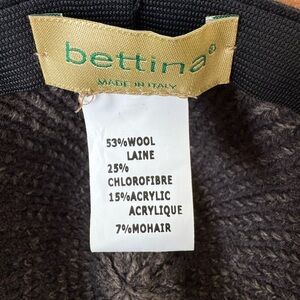 bettina®
MADE IN ITALY
53%WOOL
LAINE
25%
CHLOROFIBRE
15%ACRYLIC
ACRYLIQUE
7%MOHAIR